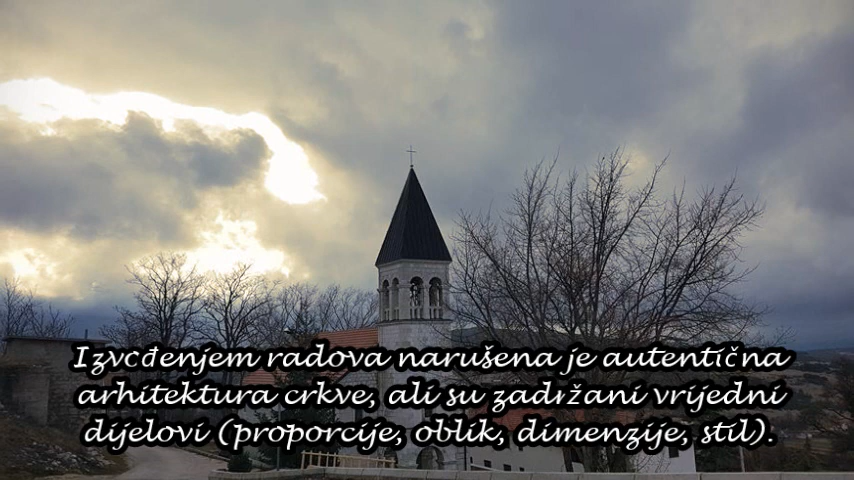 Izvođenjem radova narušena je autentična
arhitektura crkve, ali su zadržani vrijedni
dijelovi (proporcije, oblik, dimenzije, stil).